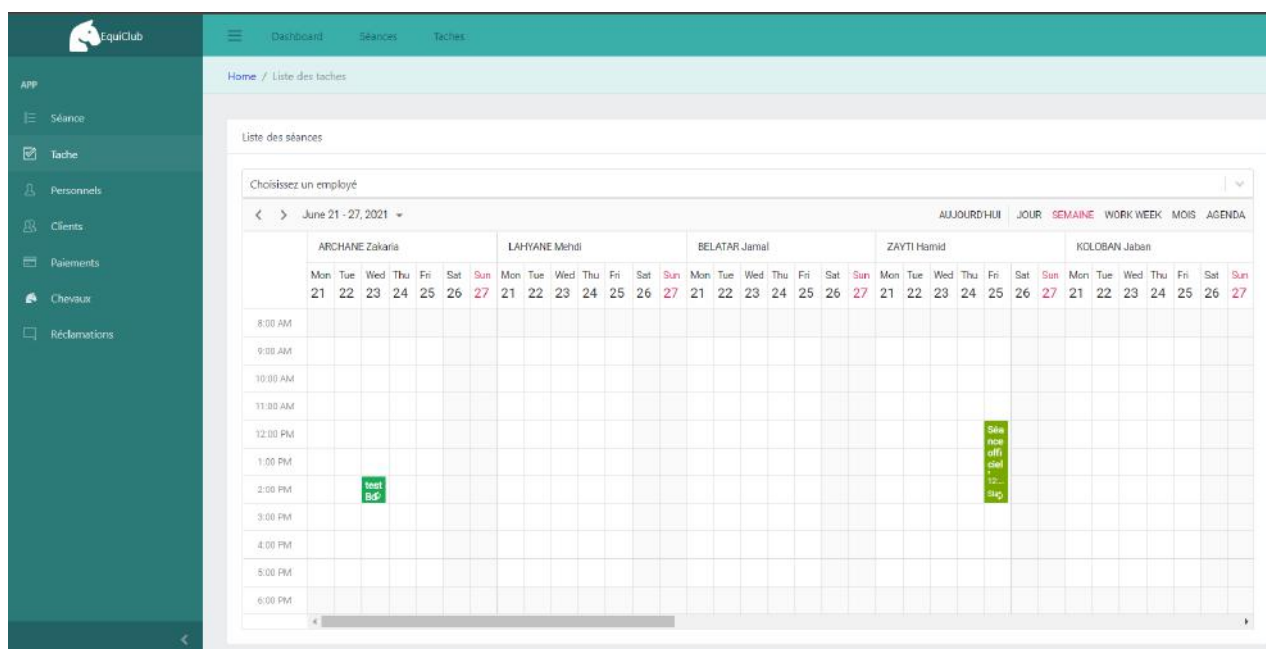 EquiClub
Dashboard Séances Taches
Home / Liste des taches
APP
Séance
Tache
Personnels
Clients
Paiements
Chevaux
Réclamations
Liste des séances
Choisissez un employé
June 21 - 27, 2021
AUJOURD'HUI JOUR SEMAINE WORK WEEK MOIS AGENDA
ARCHANE Zakaria LAHYANE Mehdi BELATAR Jamal ZAYTI Hamid KOLOBAN Jaban
Mon Tue Wed Thu Fri Sat Sun Mon Tue Wed Thu Fri Sat Sun Mon Tue Wed Thu Fri Sat Sun Mon Tue Wed Thu Fri Sat Sun Mon Tue Wed Thu Fri Sat Sun
21 22 23 24 25 26 27 21 22 23 24 25 26 27 21 22 23 24 25 26 27 21 22 23 24 25 26 27 21 22 23 24 25 26 27
8:00 AM
9:00 AM
10:00 AM
11:00 AM
12:00 PM
1:00 PM
2:00 PM
3:00 PM
4:00 PM
5:00 PM
6:00 PM
test
Séa
nce
offi
ciel
12:...